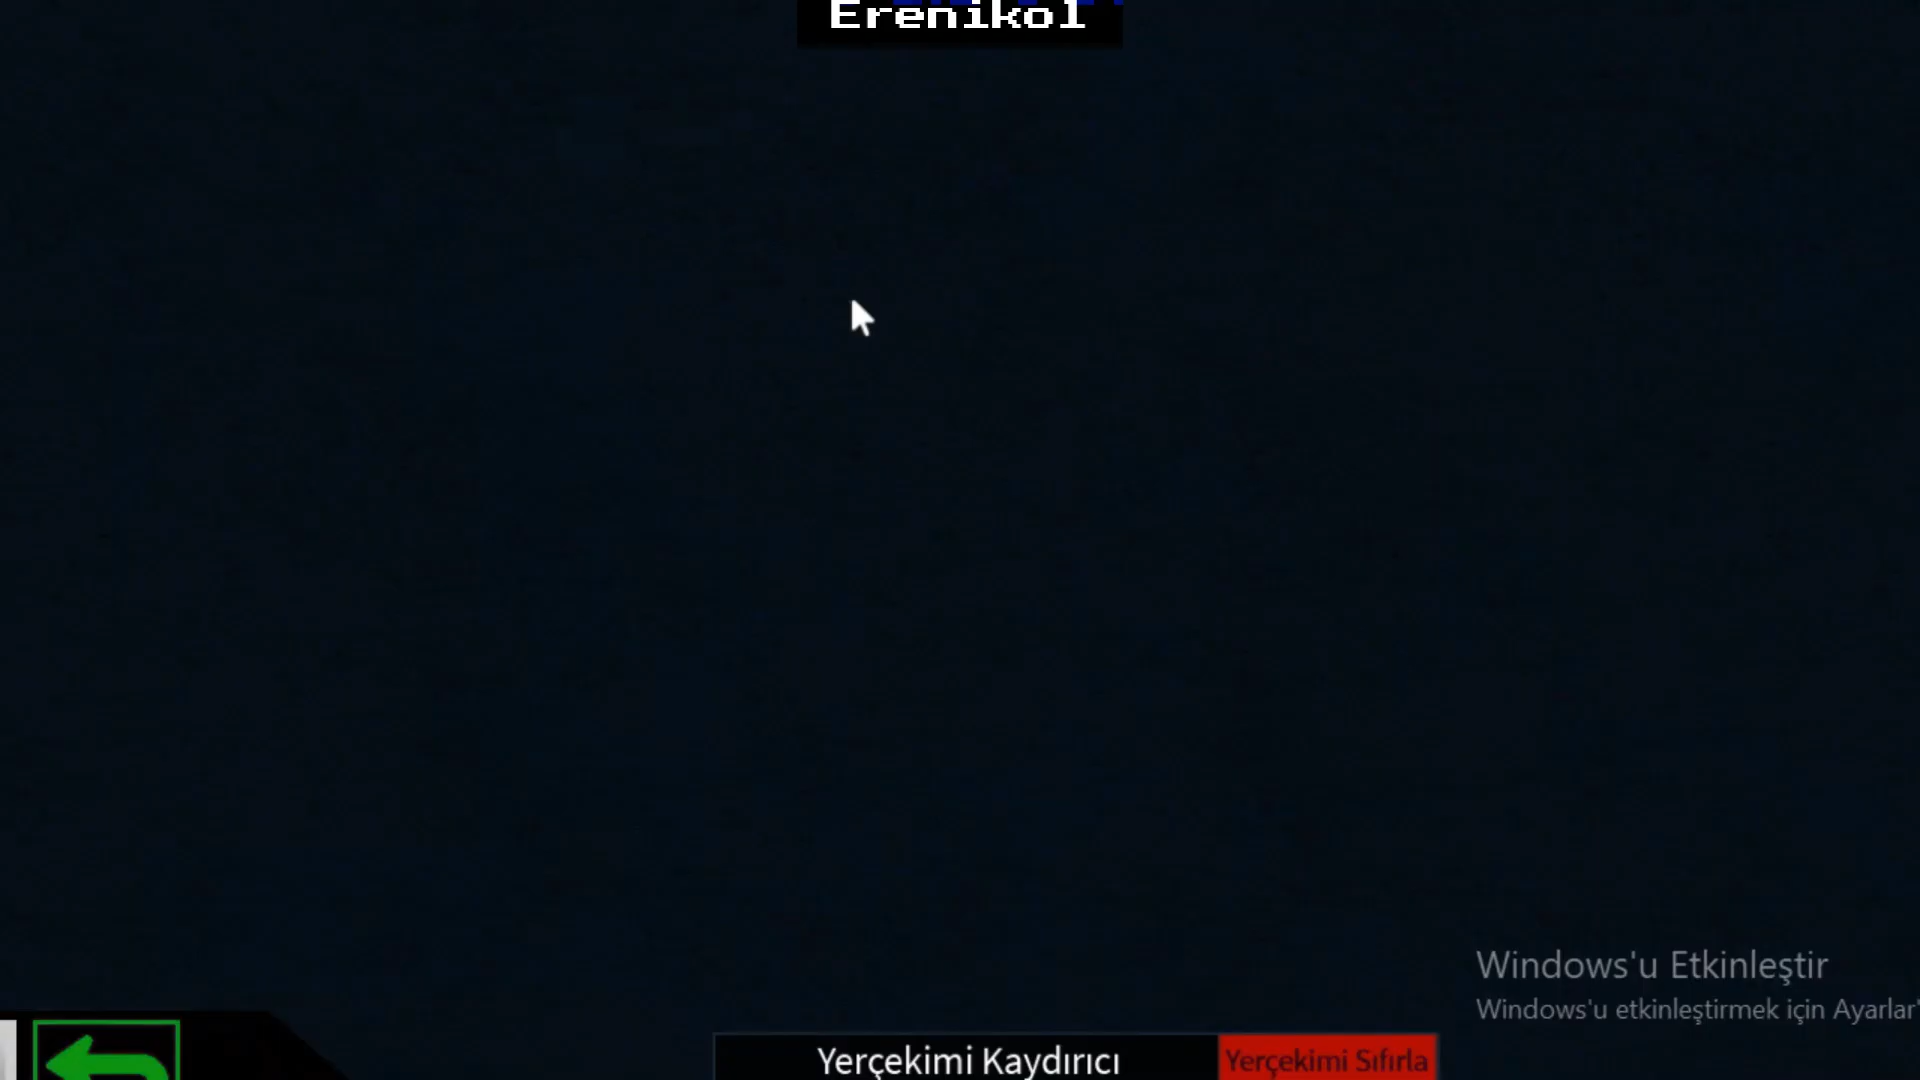 Erenikol
Windows'u Etkinleştir
Windows'u etkinleştirmek için Ayarlar'
Yerçekimi Kaydırıcı
Yerçekimi Sıfırla